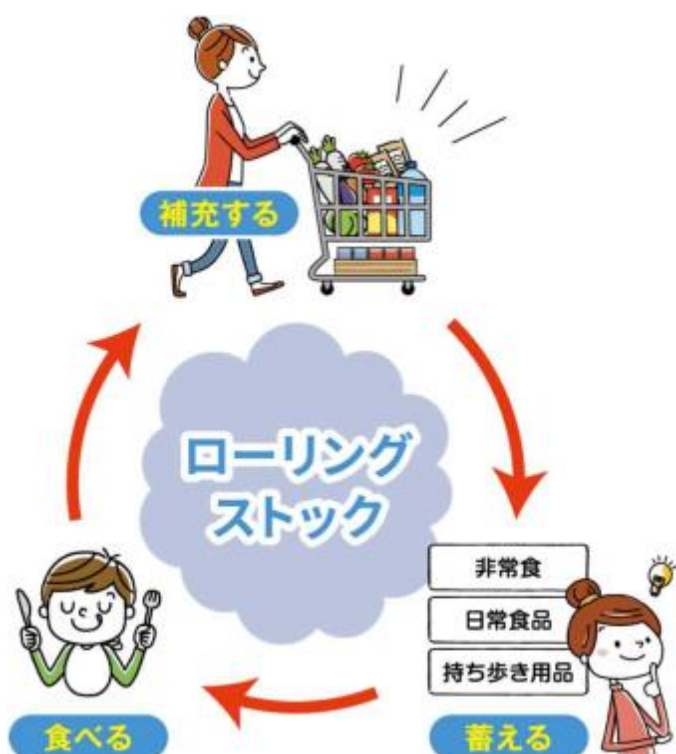 補充する
ローリング
ストック
非常食
日常食品
持ち歩き用品
食べる
蓄える